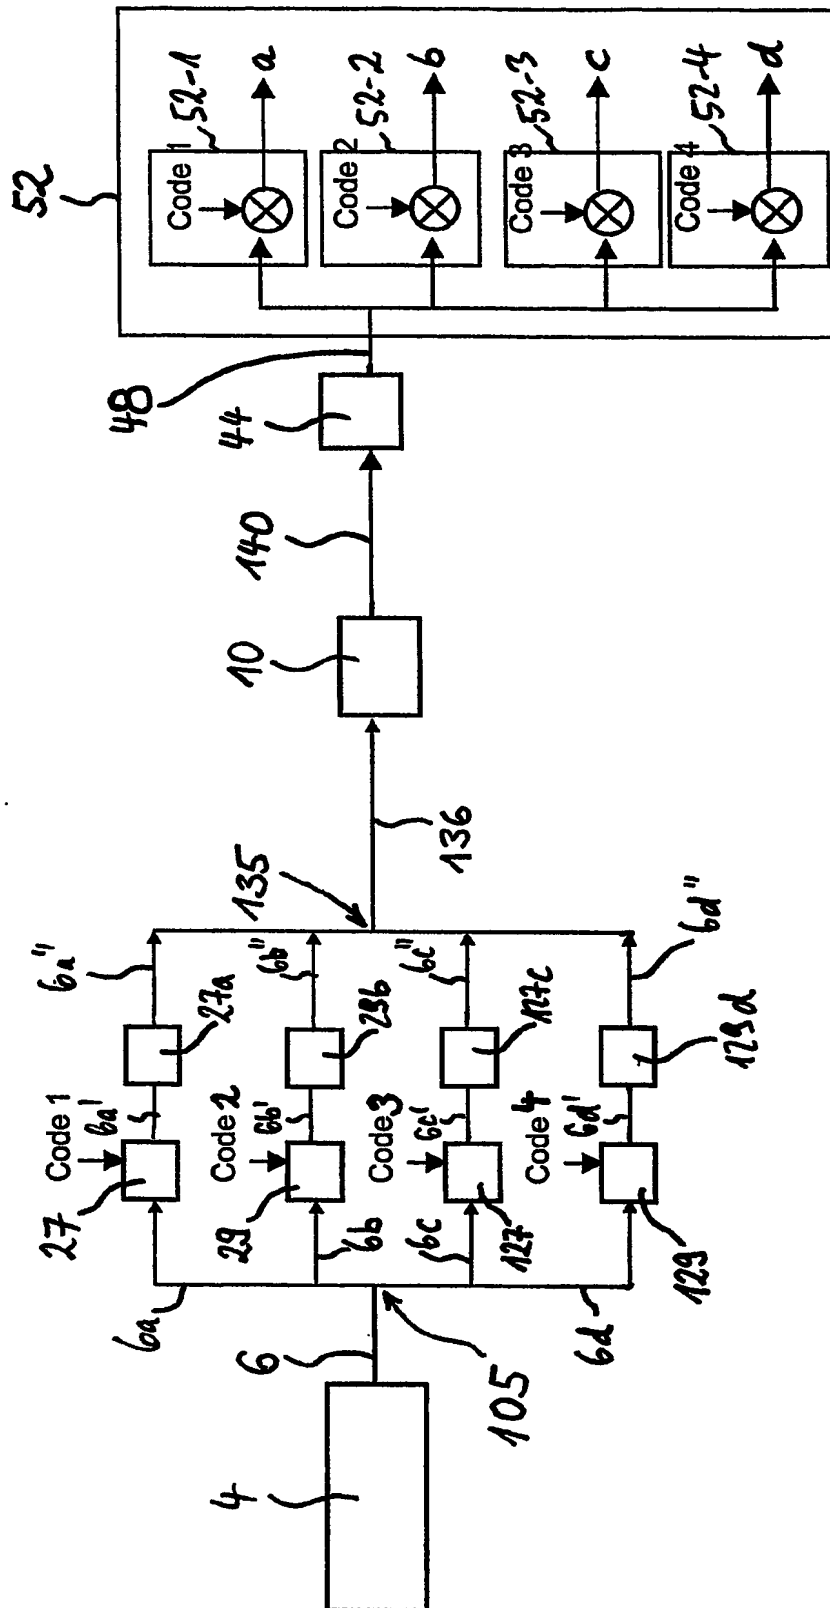 4
6
105
6a
6b
6c
6d
27
29
127
129
Code 1
Code 2
Code 3
Code 4
6a'
6b'
6c'
6d'
27a
29b
127c
129d
6a"
6b"
6c"
6d"
135
136
10
140
44
48
52
Code 1
52-1
a
Code 2
52-2
b
Code 3
52-3
c
Code 4
52-4
d